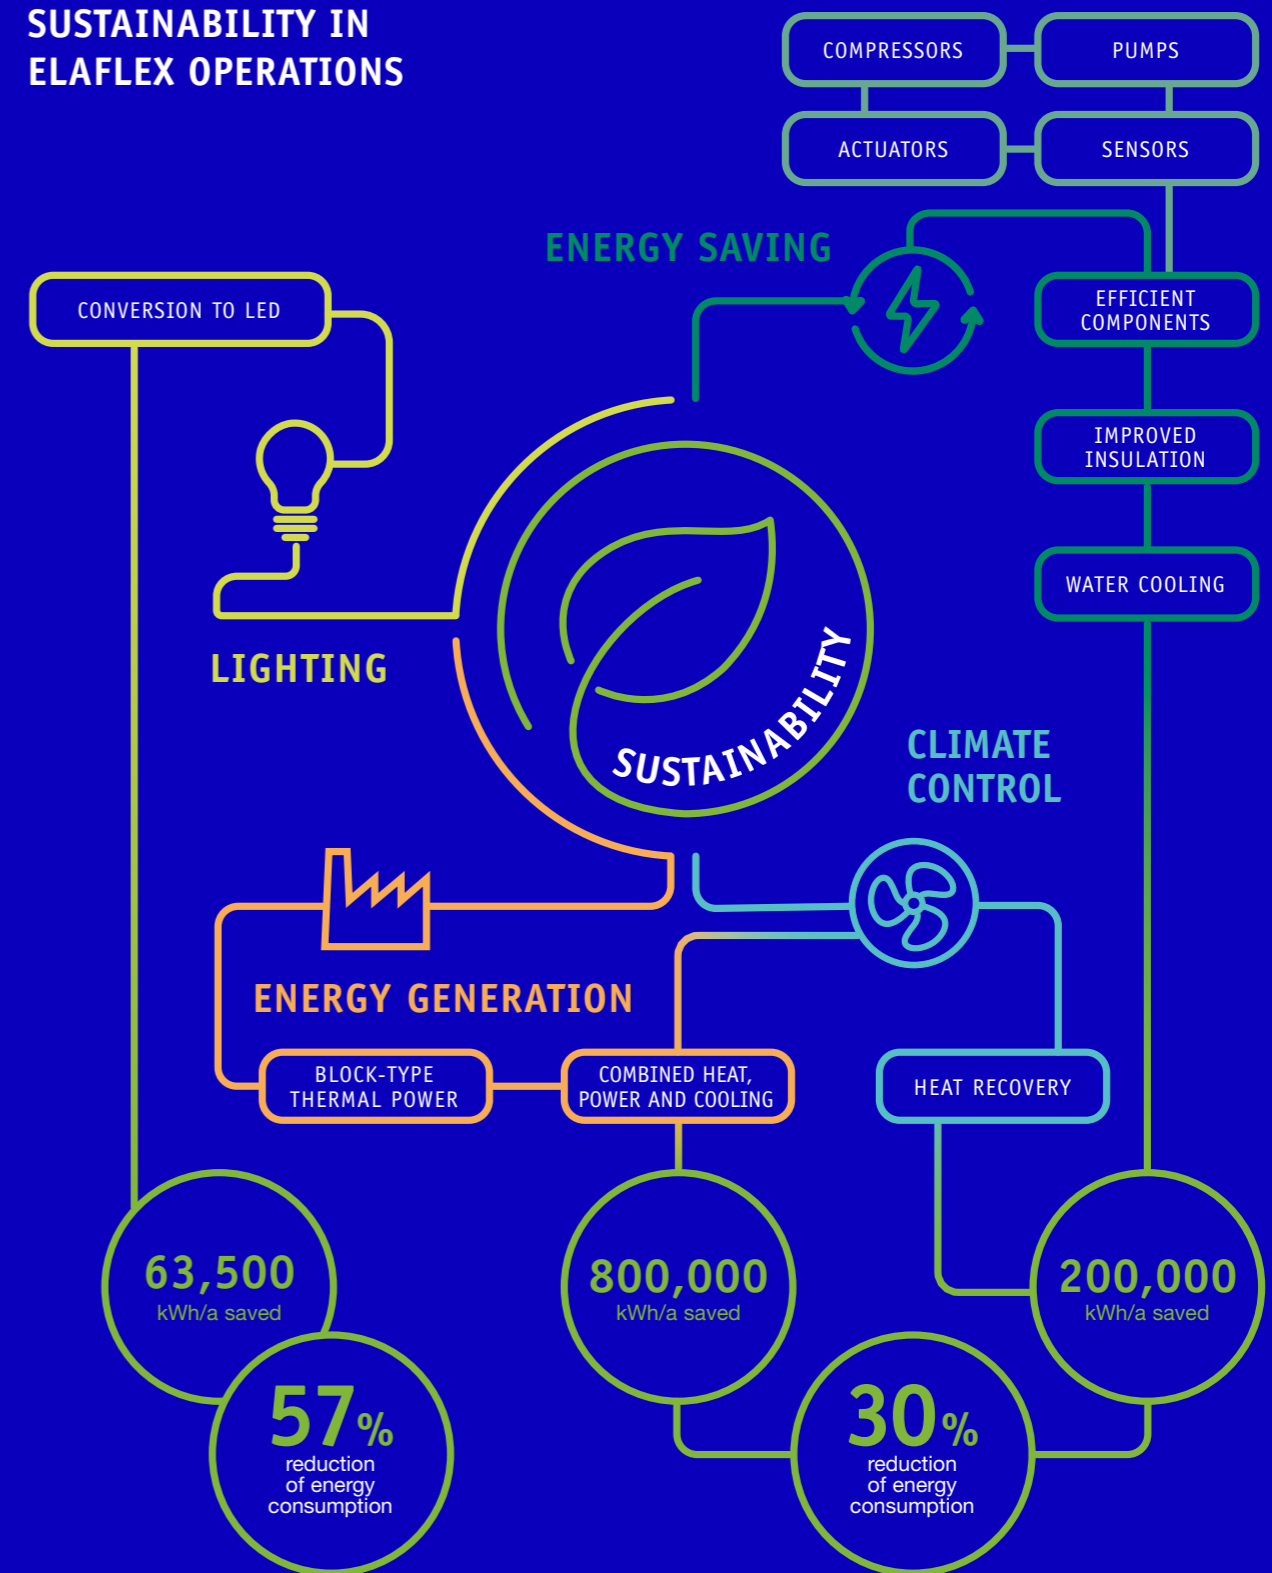 SUSTAINABILITY IN
ELAFLEX OPERATIONS
COMPRESSORS
PUMPS
ACTUATORS
SENSORS
ENERGY SAVING
CONVERSION TO LED
EFFICIENT
COMPONENTS
IMPROVED
INSULATION
WATER COOLING
LIGHTING
SUSTAINABILITY
CLIMATE
CONTROL
ENERGY GENERATION
BLOCK-TYPE
THERMAL POWER
COMBINED HEAT,
POWER AND COOLING
HEAT RECOVERY
63,500
kWh/a saved
800,000
kWh/a saved
200,000
kWh/a saved
57%
reduction
of energy
consumption
30%
reduction
of energy
consumption